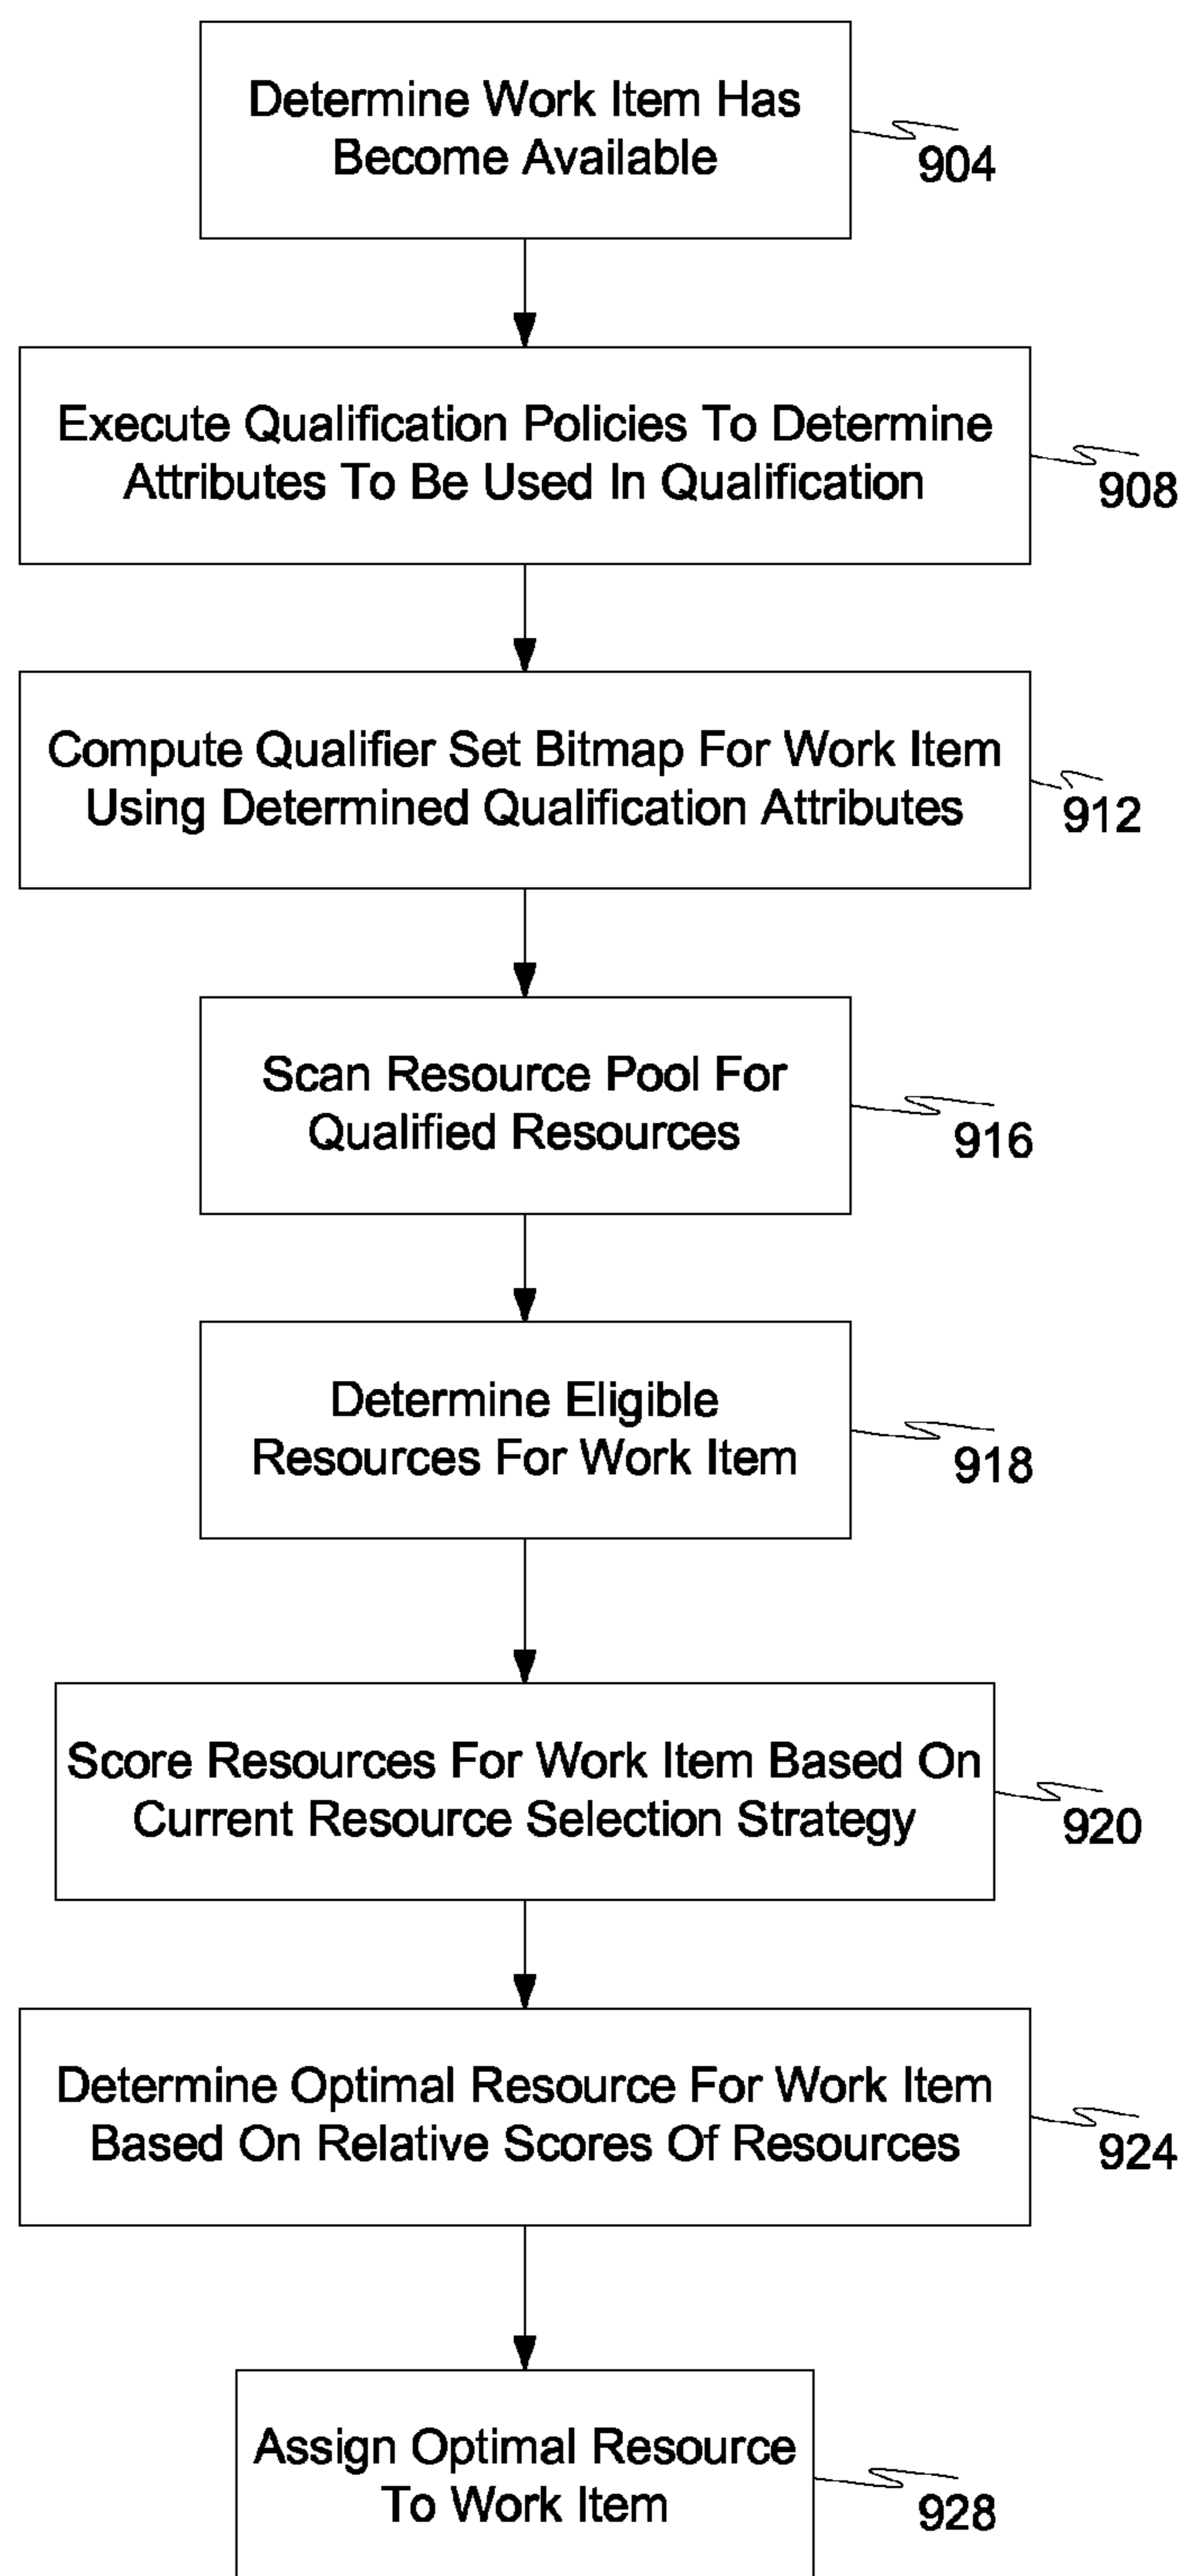 Determine Work Item Has
Become Available
904
Execute Qualification Policies To Determine
Attributes To Be Used In Qualification
908
Compute Qualifier Set Bitmap For Work Item
Using Determined Qualification Attributes
912
Scan Resource Pool For
Qualified Resources
916
Determine Eligible
Resources For Work Item
918
Score Resources For Work Item Based On
Current Resource Selection Strategy
920
Determine Optimal Resource For Work Item
Based On Relative Scores Of Resources
924
Assign Optimal Resource
To Work Item
928